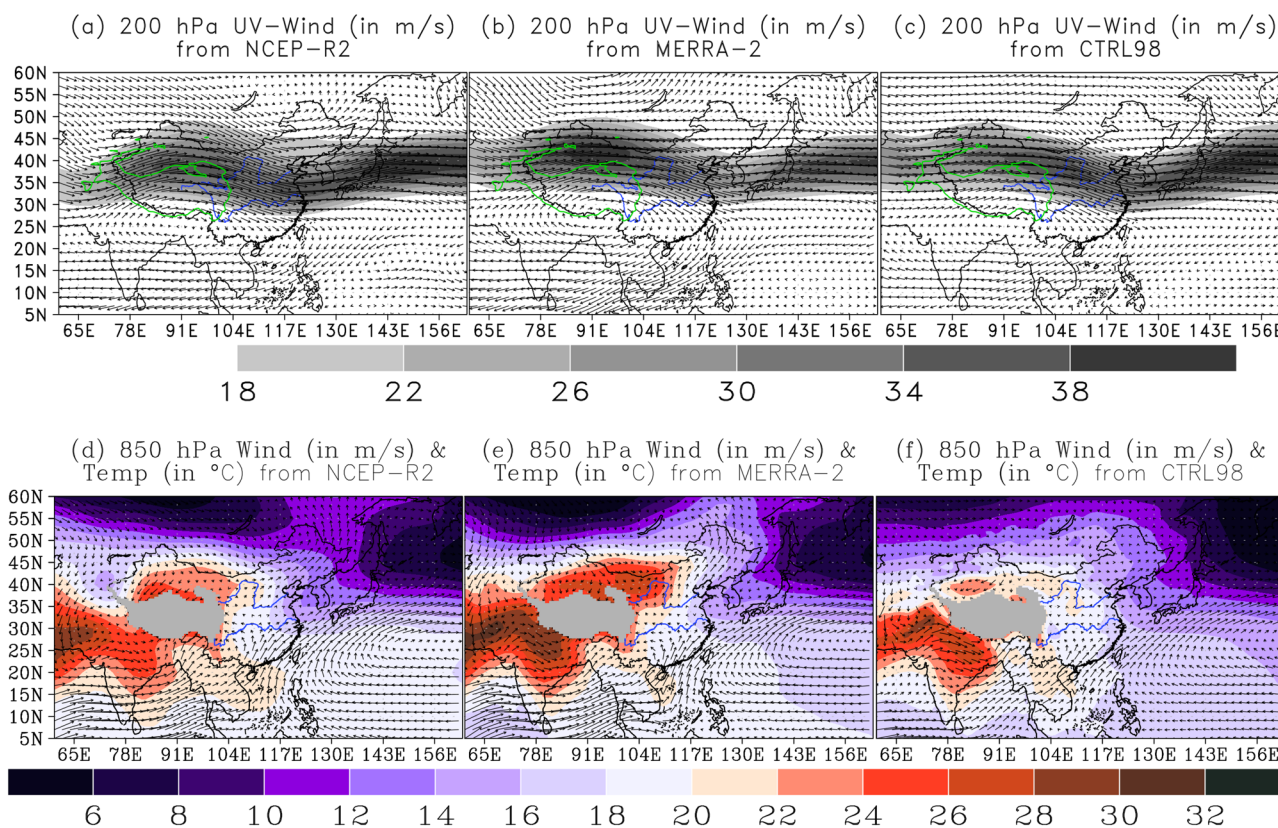 (a) 200 hPa UV-Wind (in m/s)
from NCEP-R2
(b) 200 hPa UV-Wind (in m/s)
from MERRA-2
(c) 200 hPa UV-Wind (in m/s)
from CTRL98
60N
55N
50N
45N
40N
35N
30N
25N
20N
15N
10N
5N
65E 78E 91E 104E 117E 130E 143E 156E
65E 78E 91E 104E 117E 130E 143E 156E
65E 78E 91E 104E 117E 130E 143E 156E
18 22 26 30 34 38
(d) 850 hPa Wind (in m/s) &
Temp (in °C) from NCEP-R2
(e) 850 hPa Wind (in m/s) &
Temp (in °C) from MERRA-2
(f) 850 hPa Wind (in m/s) &
Temp (in °C) from CTRL98
60N
55N
50N
45N
40N
35N
30N
25N
20N
15N
10N
5N
65E 78E 91E 104E 117E 130E 143E 156E
65E 78E 91E 104E 117E 130E 143E 156E
65E 78E 91E 104E 117E 130E 143E 156E
6 8 10 12 14 16 18 20 22 24 26 28 30 32